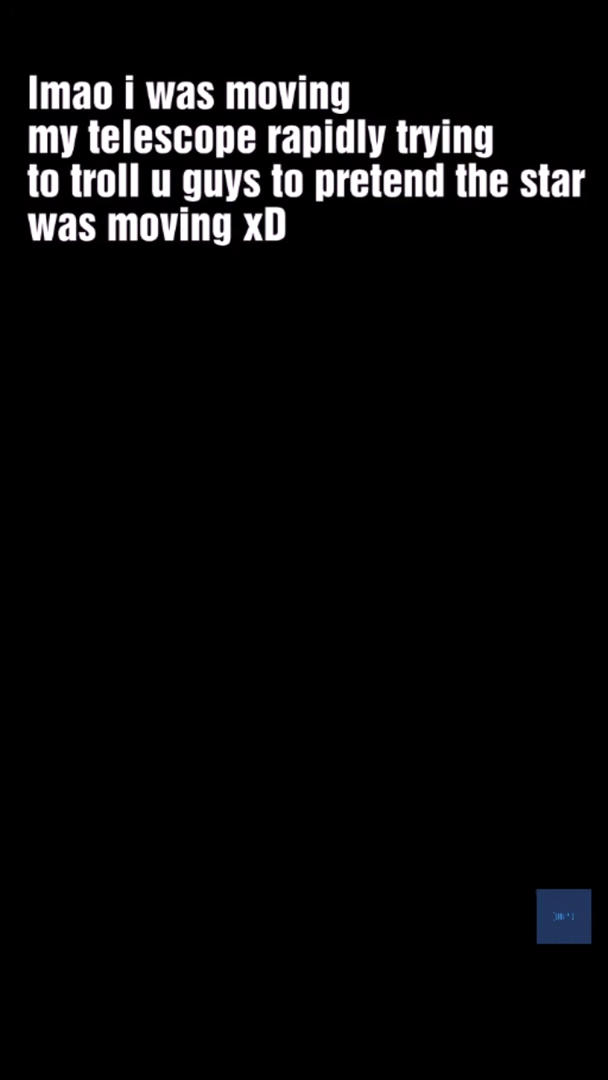 lmao i was moving
my telescope rapidly trying
to troll u guys to pretend the star
was moving xD